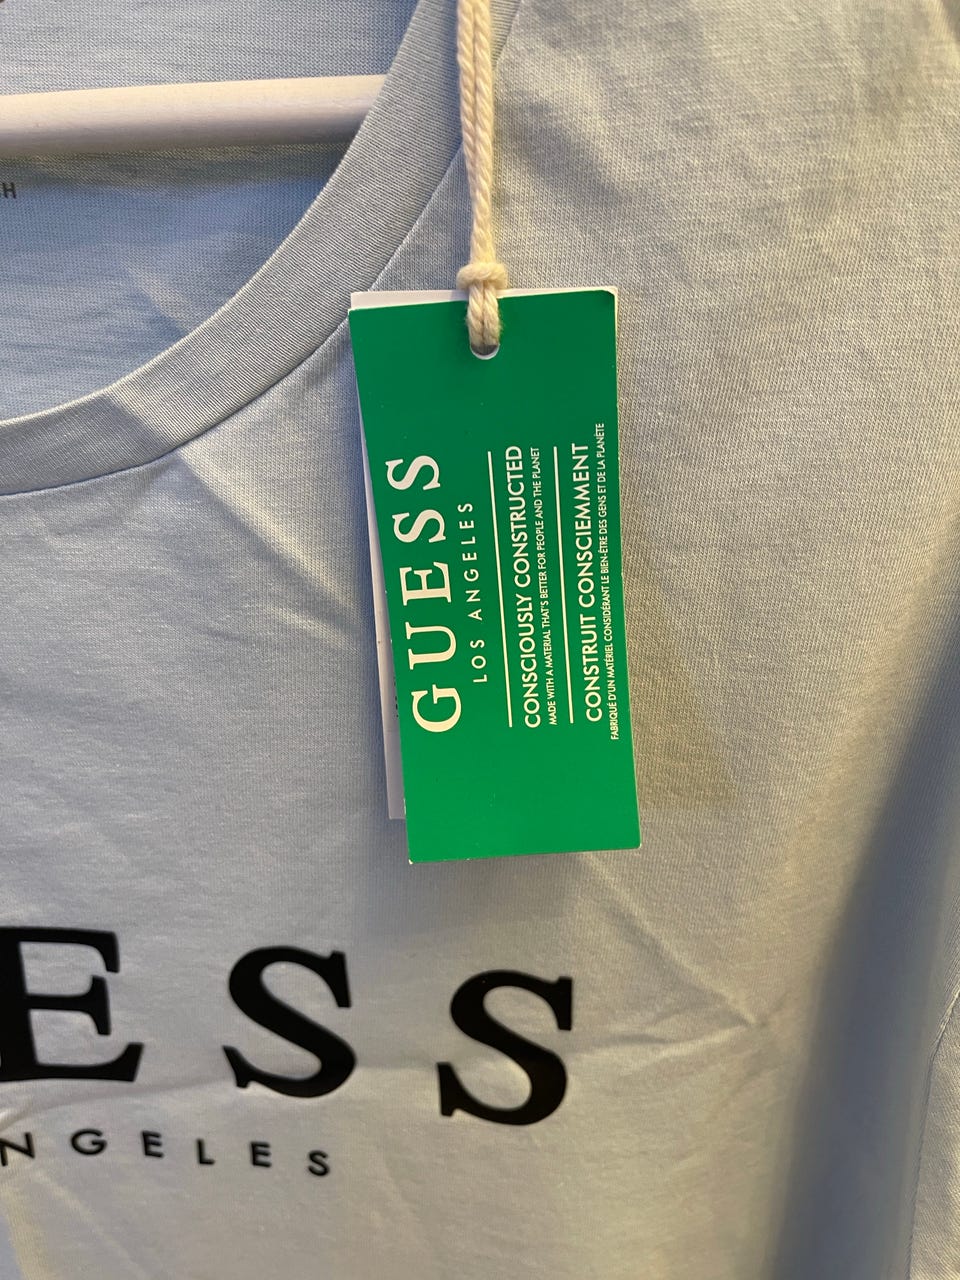 H
GUESS
LOS ANGELES
CONSCIOUSLY CONSTRUCTED
MADE WITH A MATERIAL THAT'S BETTER FOR PEOPLE AND THE PLANET
CONSTRUIT CONSCIEMMENT
FABRIQUÉ D'UN MATÉRIEL CONSIDÉRANT LE BIEN-ÊTRE DES GENS ET DE LA PLANÈTE
ESS
NGELES